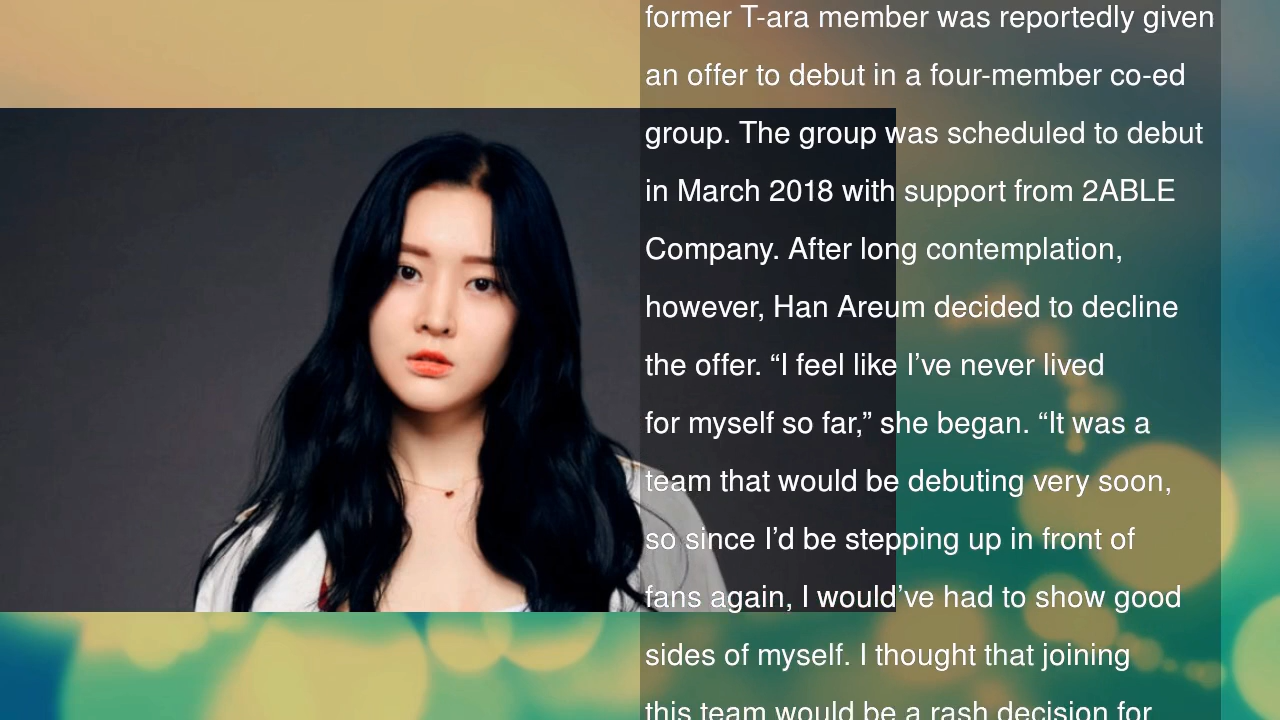 former T-ara member was reportedly given
an offer to debut in a four-member co-ed
group. The group was scheduled to debut
in March 2018 with support from 2ABLE
Company. After long contemplation,
however, Han Areum decided to decline
the offer. “I feel like I’ve never lived
for myself so far,” she began. “It was a
team that would be debuting very soon,
so since I’d be stepping up in front of
fans again, I would’ve had to show good
sides of myself. I thought that joining
this team would be a rash decision for